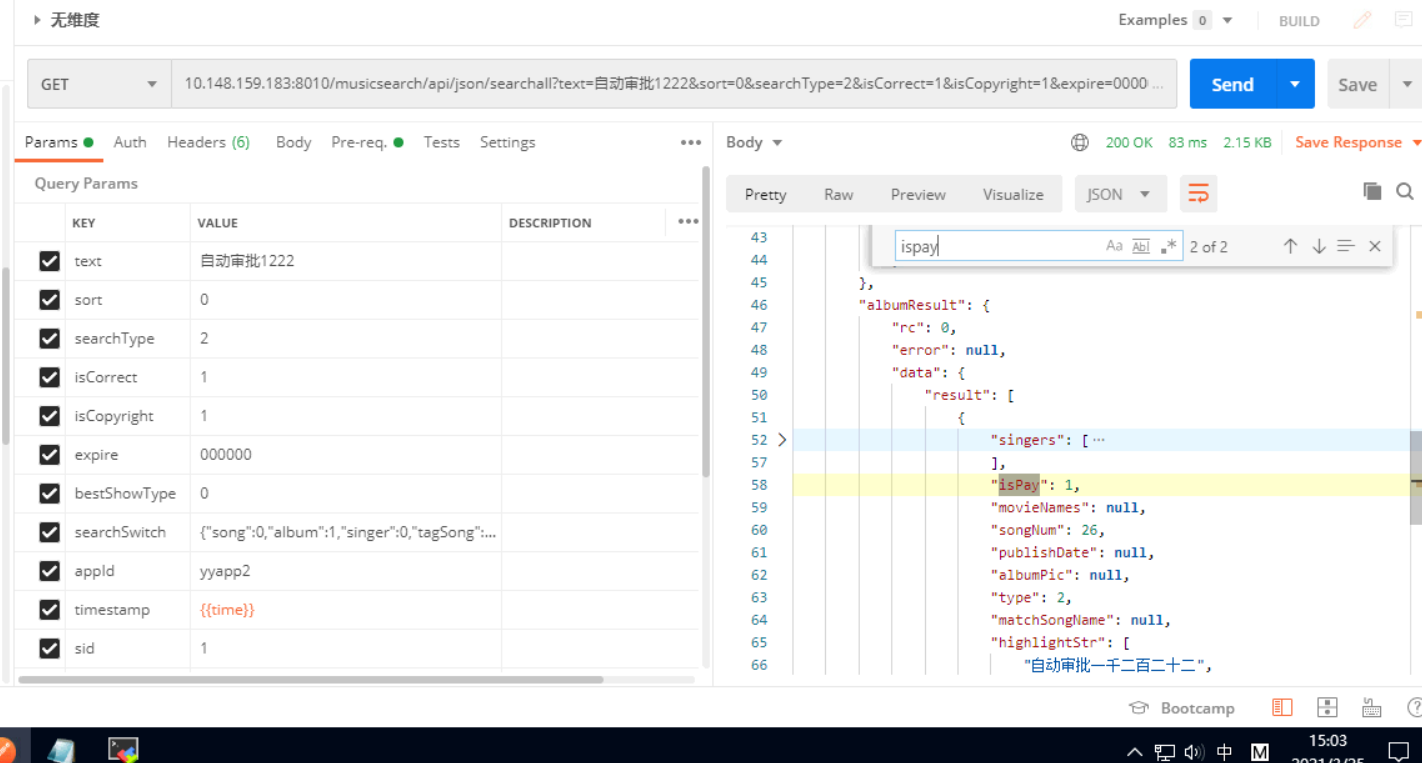 无维度
Examples 0
BUILD
GET
10.148.159.183:8010/musicsearch/api/json/searchall?text=自动审批1222&sort=0&searchType=2&isCorrect=1&isCopyright=1&expire=0000 ...
Send
Save
Params
Auth
Headers (6)
Body
Pre-req.
Tests
Settings
Query Params
KEY VALUE DESCRIPTION
text 自动审批1222
sort 0
searchType 2
isCorrect 1
isCopyright 1
expire 000000
bestShowType 0
searchSwitch {"song":0,"album":1,"singer":0,"tagSong":...
appId yyapp2
timestamp {{time}}
sid 1
Body
200 OK 83 ms 2.15 KB Save Response
Pretty Raw Preview Visualize JSON
ispay Aa Abl .* 2 of 2
43
44
45 },
46 "albumResult": {
47 "rc": 0,
48 "error": null,
49 "data": {
50 "result": [
51 {
52 "singers": [ ...
57 ],
58 "isPay": 1,
59 "movieNames": null,
60 "songNum": 26,
61 "publishDate": null,
62 "albumPic": null,
63 "type": 2,
64 "matchSongName": null,
65 "highlightStr": [
66 "自动审批一千二百二十二",
Bootcamp
中 M
15:03